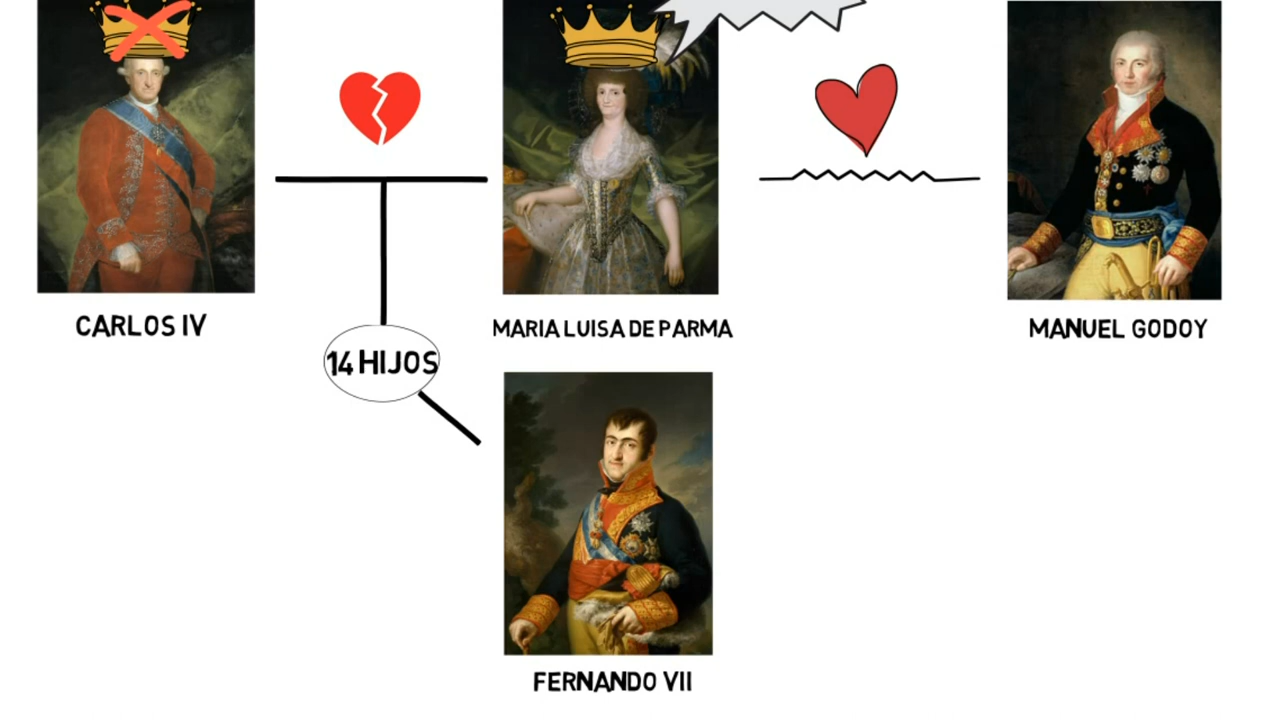 CARLOS IV
MARIA LUISA DE PARMA
MANUEL GODOY
14 HIJOS
FERNANDO VII